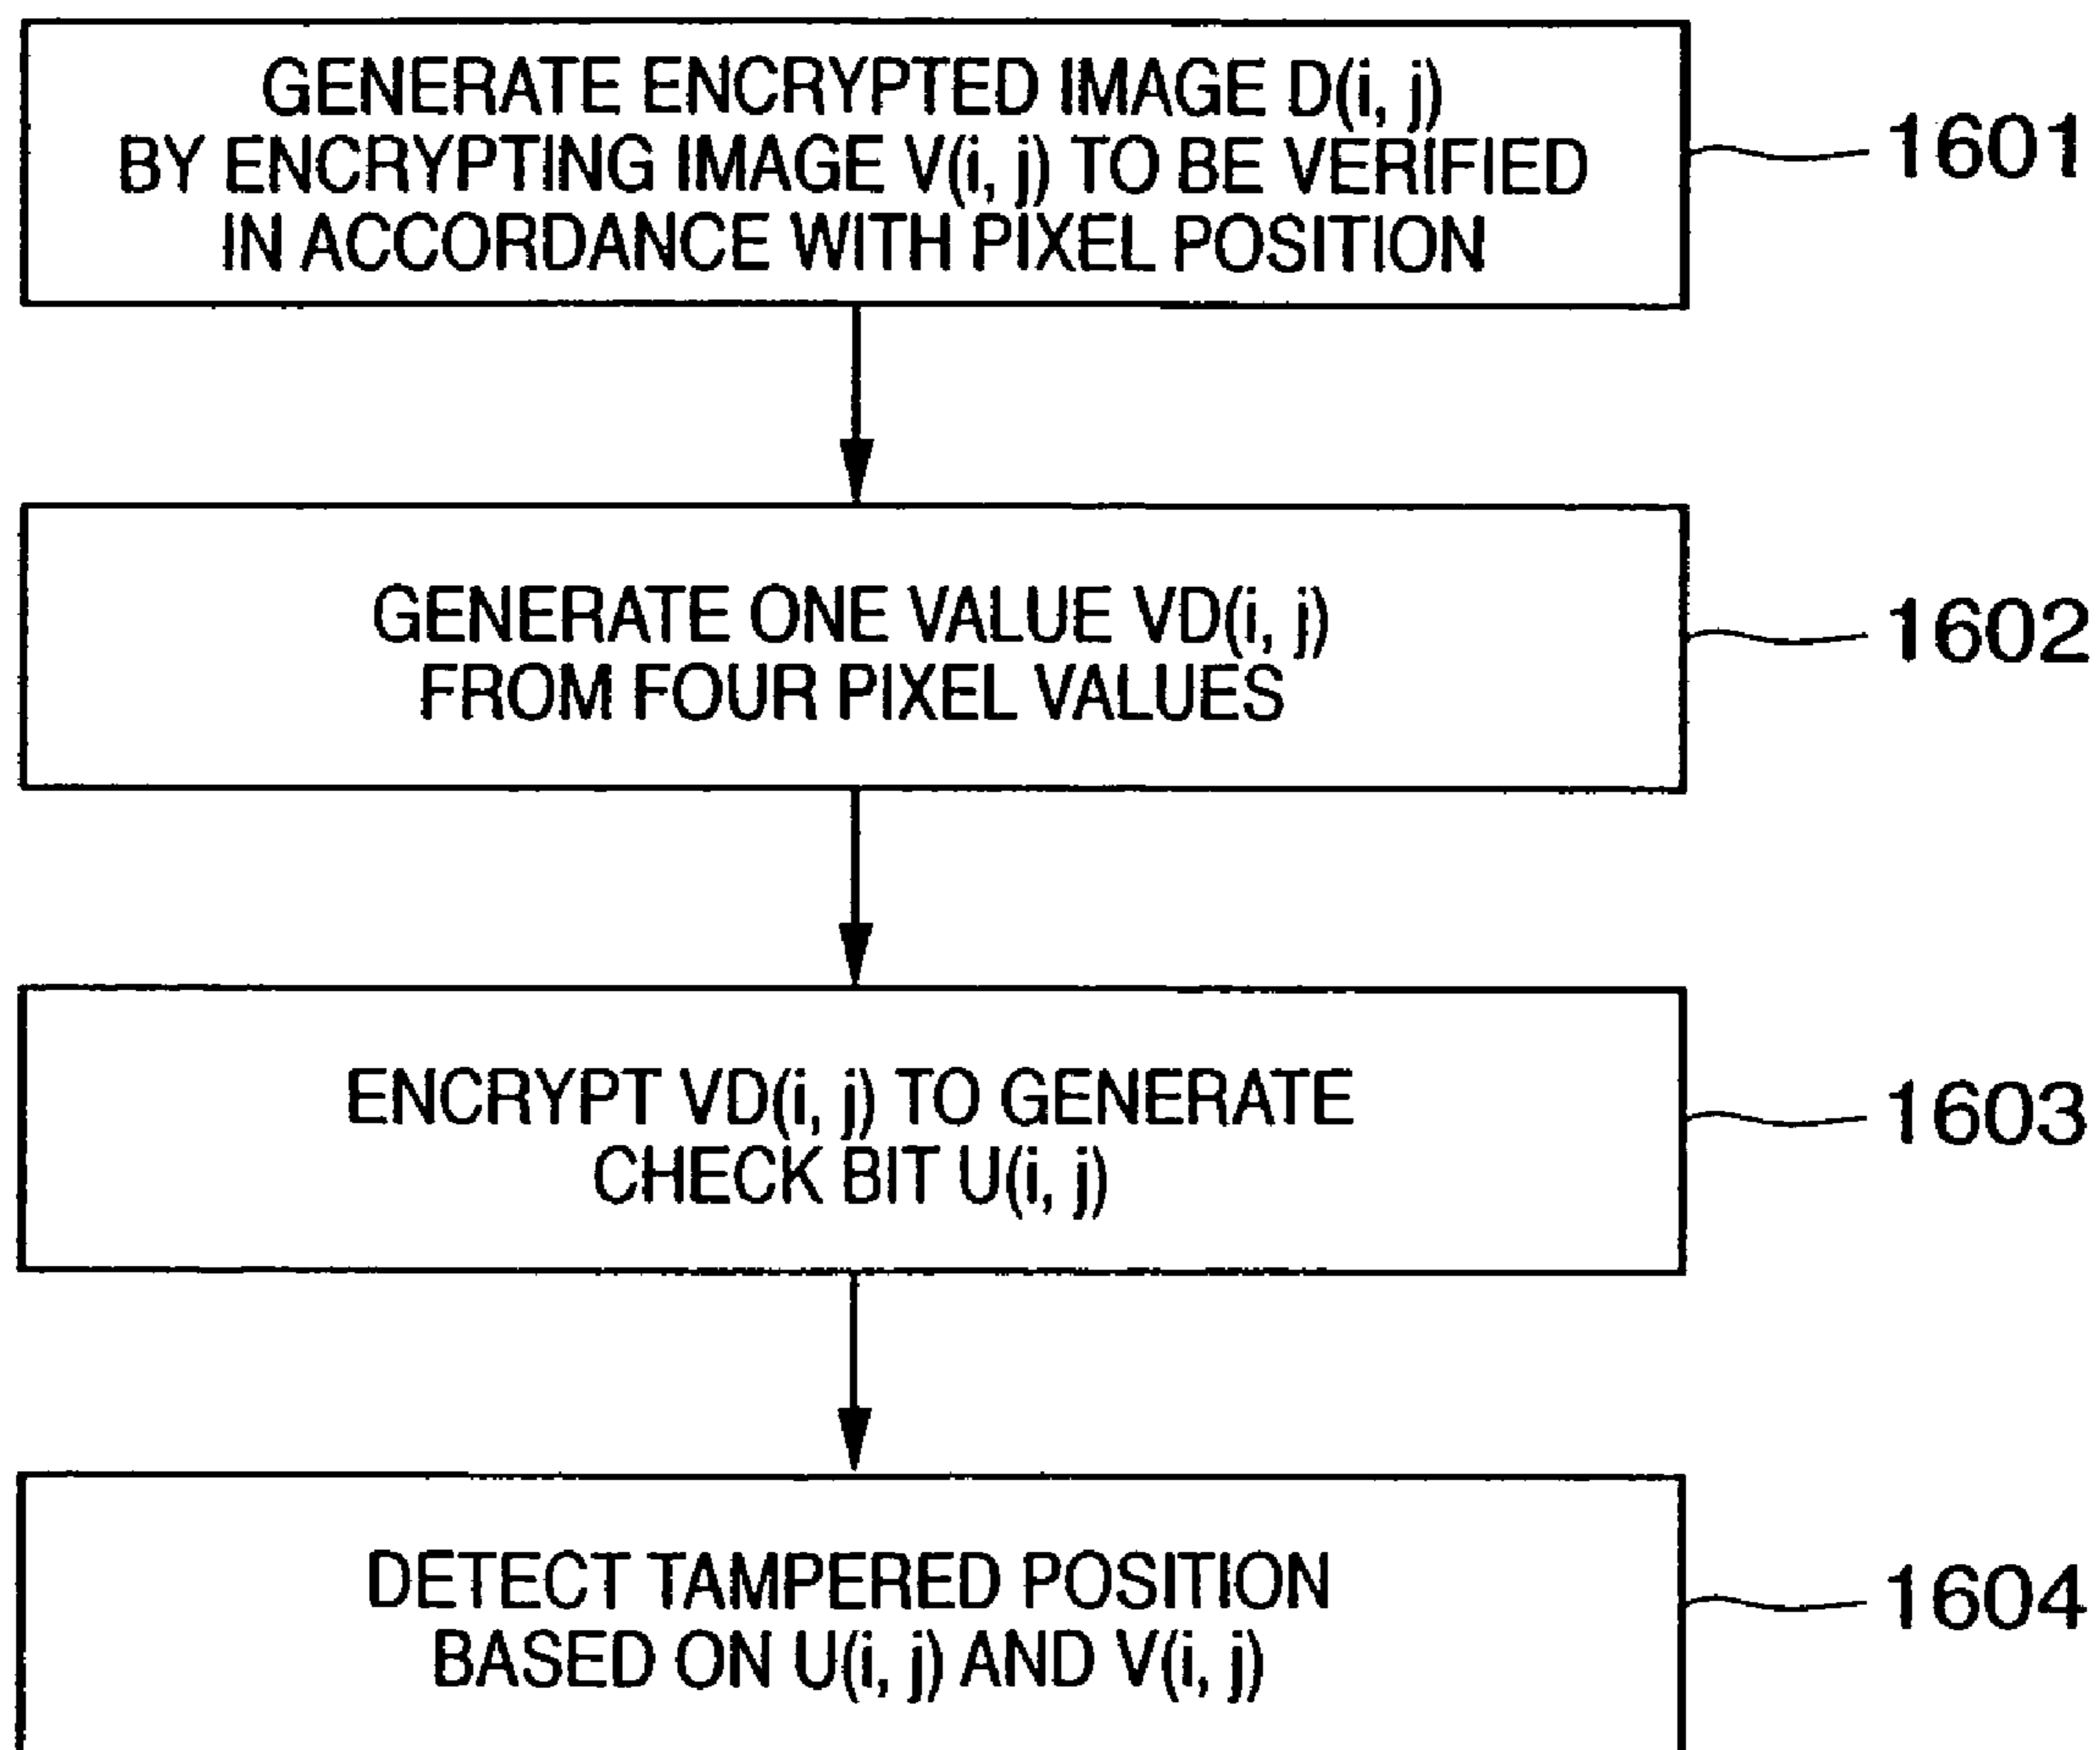 GENERATE ENCRYPTED IMAGE D(i, j)
BY ENCRYPTING IMAGE V(i, j) TO BE VERIFIED
IN ACCORDANCE WITH PIXEL POSITION
1601
GENERATE ONE VALUE VD(i, j)
FROM FOUR PIXEL VALUES
1602
ENCRYPT VD(i, j) TO GENERATE
CHECK BIT U(i, j)
1603
DETECT TAMPERED POSITION
BASED ON U(i, j) AND V(i, j)
1604